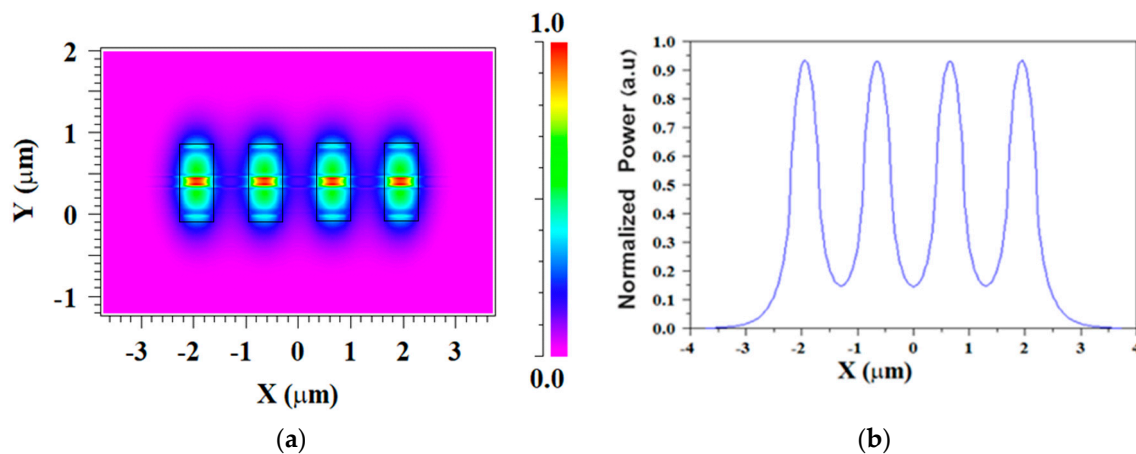 1.0
2
1
0
-1
Y (μm)
-3 -2 -1 0 1 2 3
X (μm)
0.0
(a)
1.0
0.9
0.8
0.7
0.6
0.5
0.4
0.3
0.2
0.1
0.0
Normalized Power (a.u)
-4 -3 -2 -1 0 1 2 3 4
X (μm)
(b)